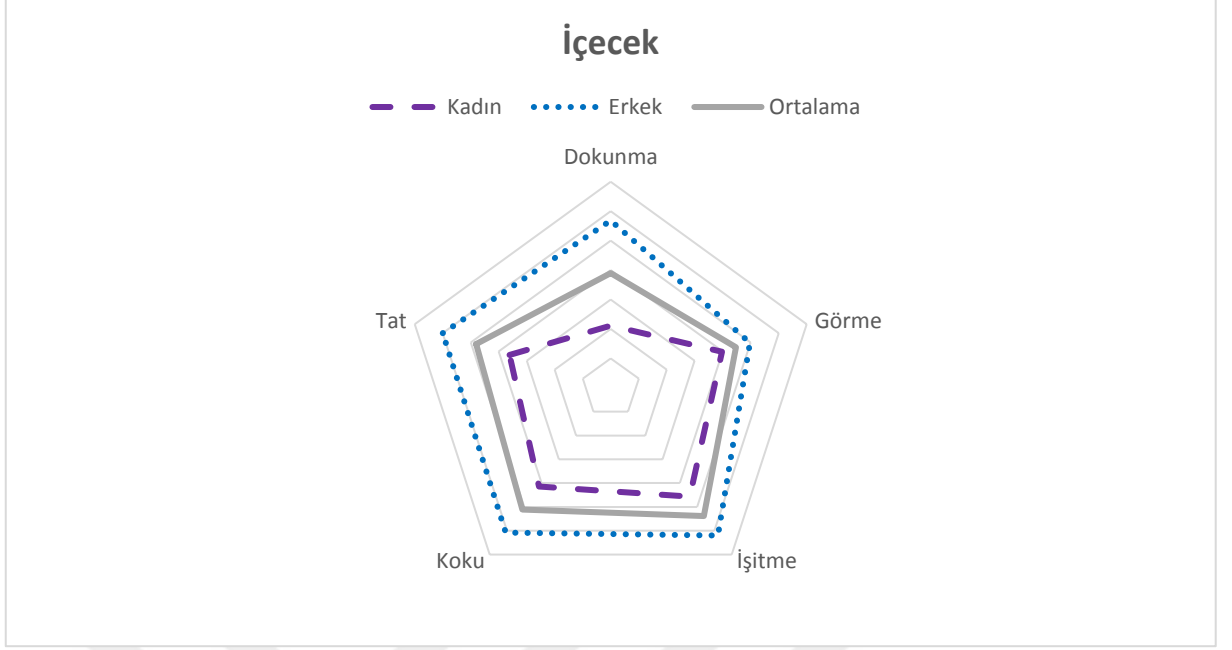 İçecek
Kadın Erkek Ortalama
Dokunma
Tat Görme
Koku İşitme